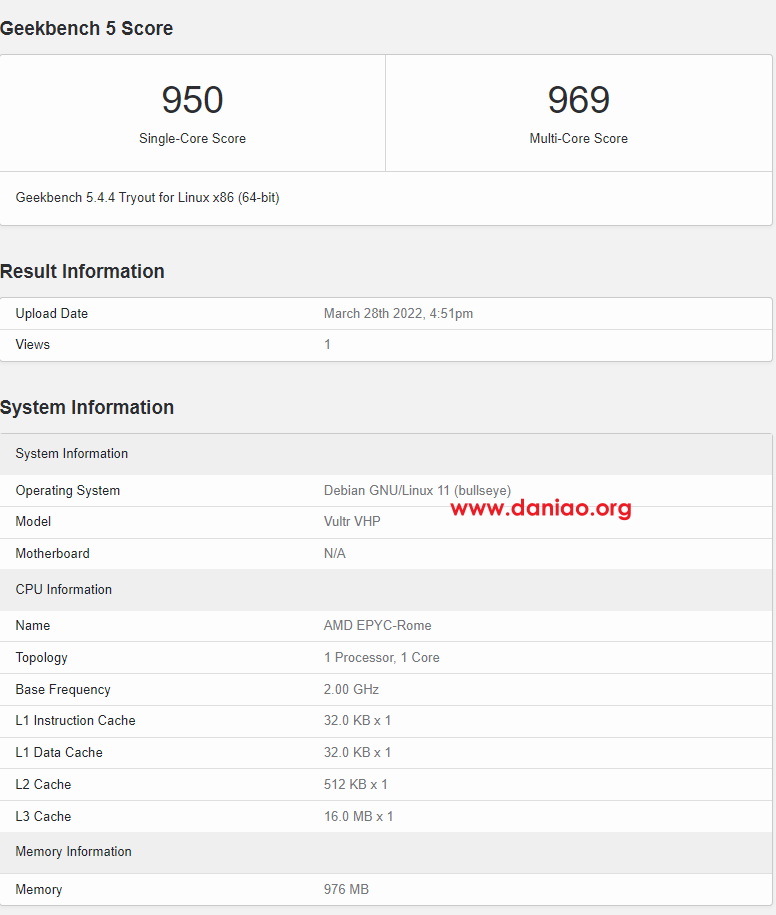 Geekbench 5 Score
950
969
Single-Core Score
Multi-Core Score
Geekbench 5.4.4 Tryout for Linux x86 (64-bit)
Result Information
Upload Date March 28th 2022, 4:51pm
Views 1
System Information
System Information
Operating System Debian GNU/Linux 11 (bullseye)
www.daniao.org
Model Vultr VHP
Motherboard N/A
CPU Information
Name AMD EPYC-Rome
Topology 1 Processor, 1 Core
Base Frequency 2.00 GHz
L1 Instruction Cache 32.0 KB x 1
L1 Data Cache 32.0 KB x 1
L2 Cache 512 KB x 1
L3 Cache 16.0 MB x 1
Memory Information
Memory 976 MB